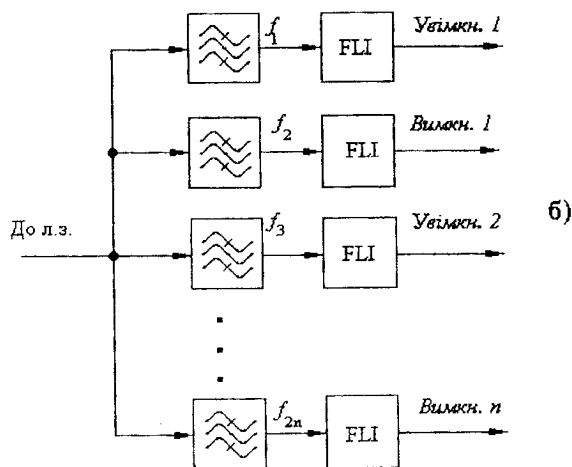 f1
FLI
Увімкн. 1
f2
FLI
Вимкн. 1
До л.з.
f3
FLI
Увімкн. 2
б)
f2n
FLI
Вимкн. n